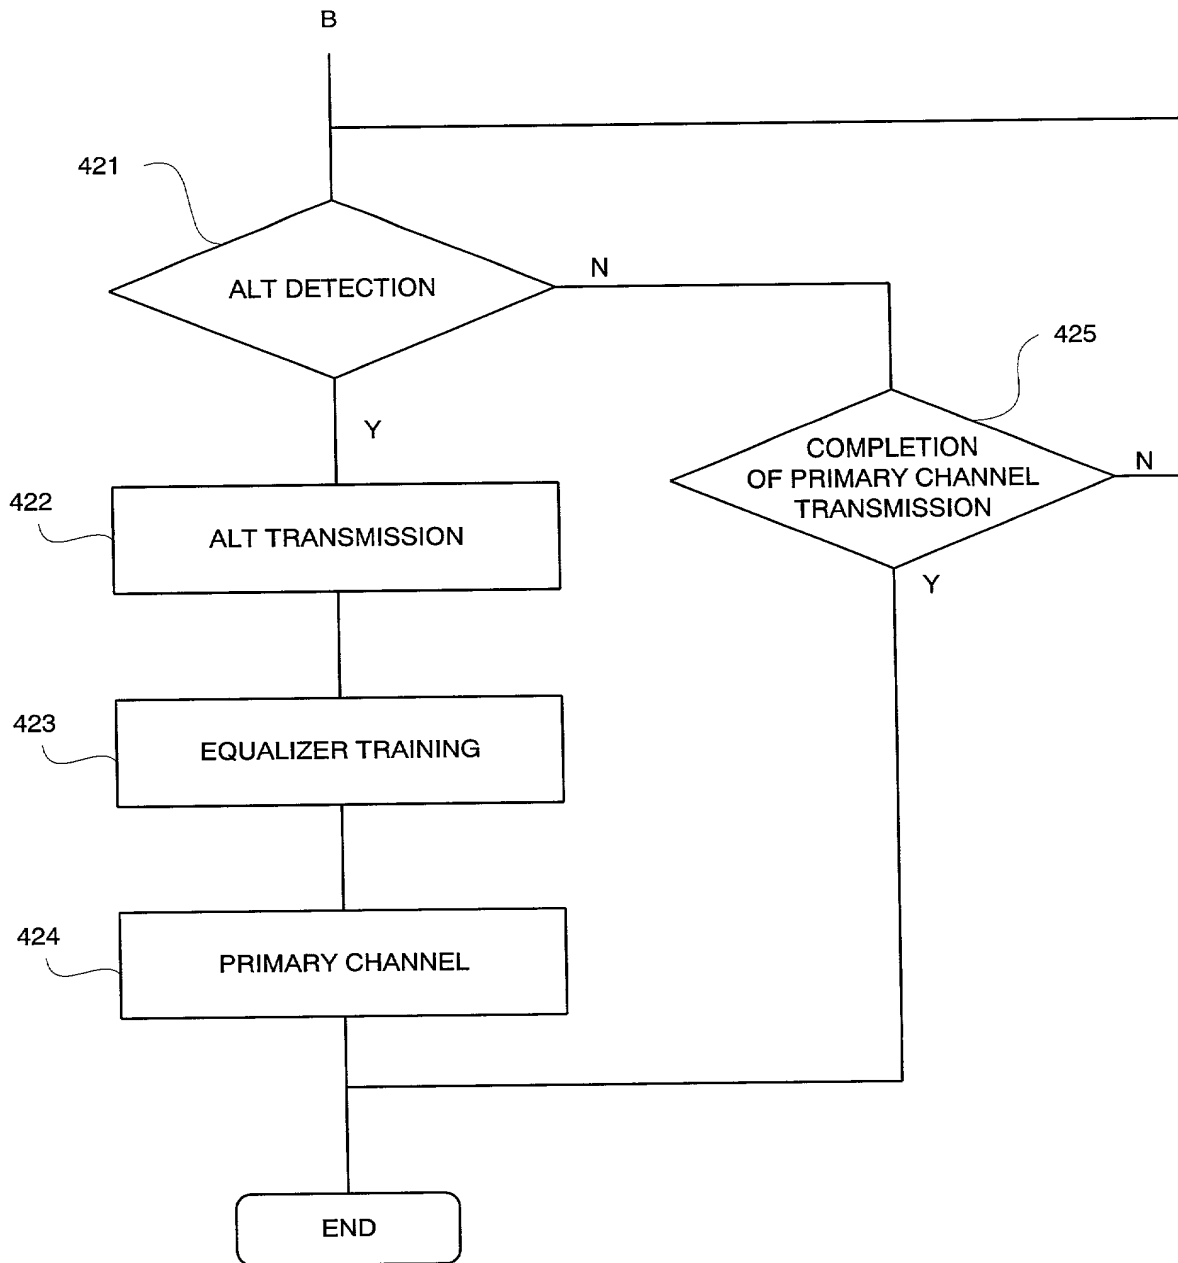 B
421
ALT DETECTION
N
425
Y
COMPLETION
OF PRIMARY CHANNEL
TRANSMISSION
N
422
ALT TRANSMISSION
Y
423
EQUALIZER TRAINING
424
PRIMARY CHANNEL
END